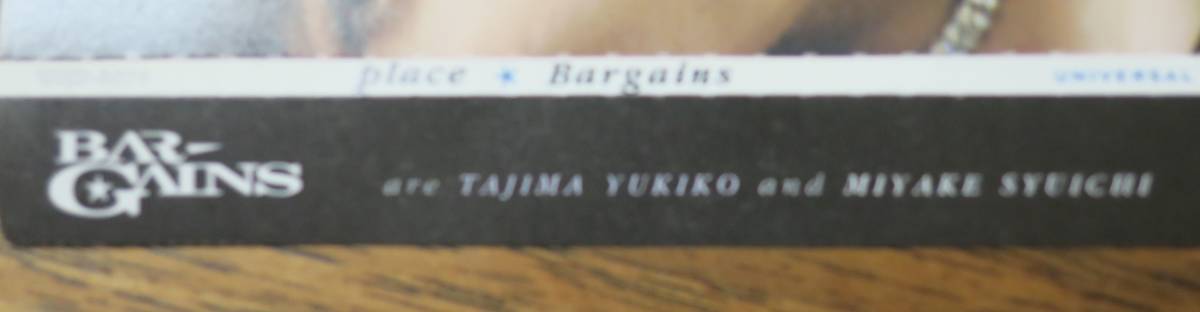 place ★ Bargains
UNIVERSAL
BAR-
GAINS
are TAJIMA YUKIKO and MIYAKE SYUICHI